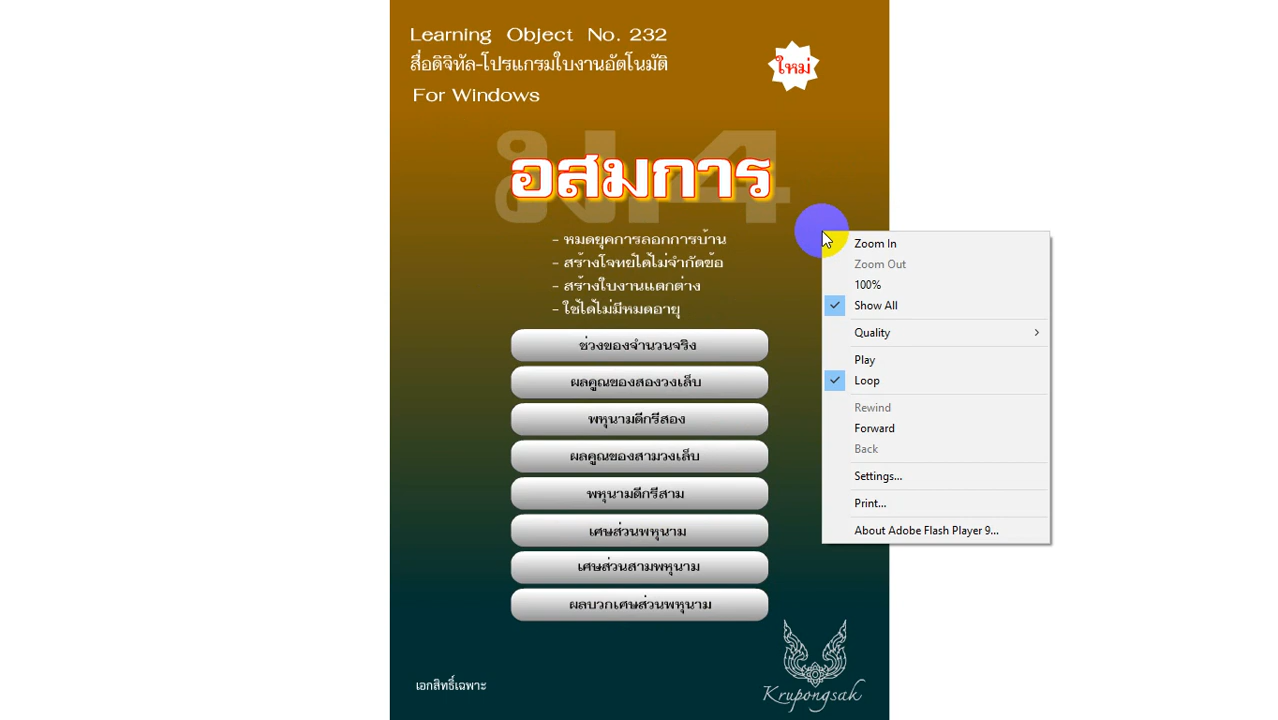 Learning Object No. 232
สื่อดิจิทัล-โปรแกรมใบงานอัตโนมัติ
For Windows
ใหม่
ม.4
อสมการ
- หมดยุคการลอกการบ้าน
- สร้างโจทย์ได้ไม่จำกัดข้อ
- สร้างใบงานแตกต่าง
- ใช้ได้ไม่มีหมดอายุ
ช่วงของจำนวนจริง
ผลคูณของสองวงเล็บ
พหุนามดีกรีสอง
ผลคูณของสามวงเล็บ
พหุนามดีกรีสาม
เศษส่วนพหุนาม
เศษส่วนสามพหุนาม
ผลบวกเศษส่วนพหุนาม
เอกสิทธิ์เฉพาะ
Krupongsak
Zoom In
Zoom Out
100%
Show All
Quality
Play
Loop
Rewind
Forward
Back
Settings...
Print...
About Adobe Flash Player 9...